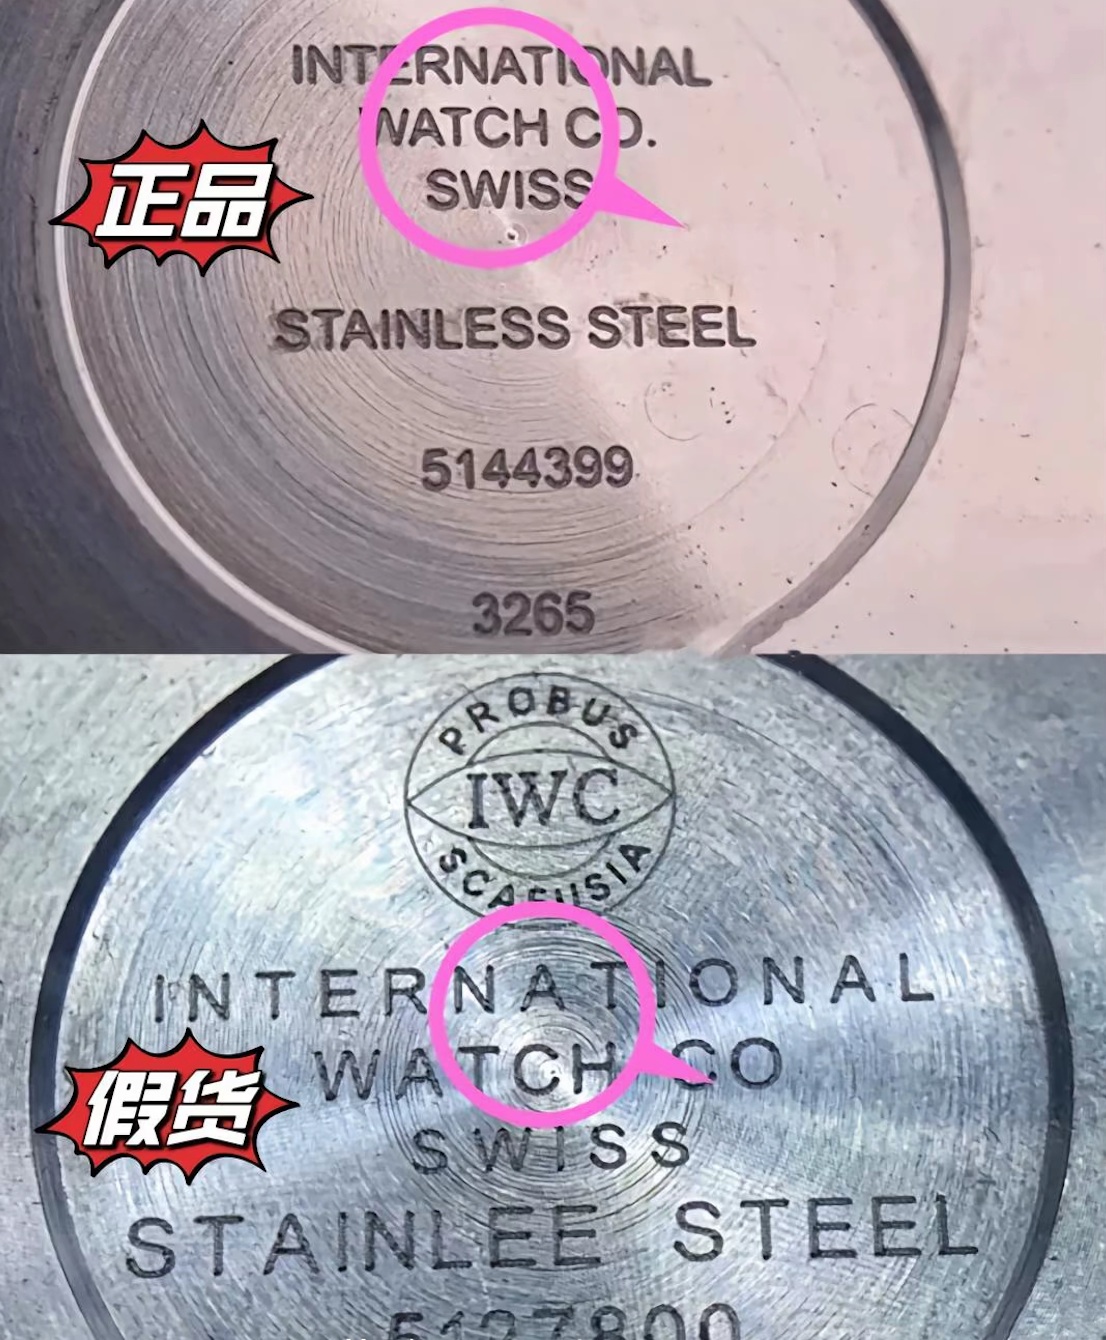 INTERNATIONAL
WATCH CO.
SWISS
正品
STAINLESS STEEL
5144399
3265
PROBUS
IWC
SCAFUSIA
INTERNATIONAL
WATCH CO
SWISS
假货
STAINLEE STEEL
5127800